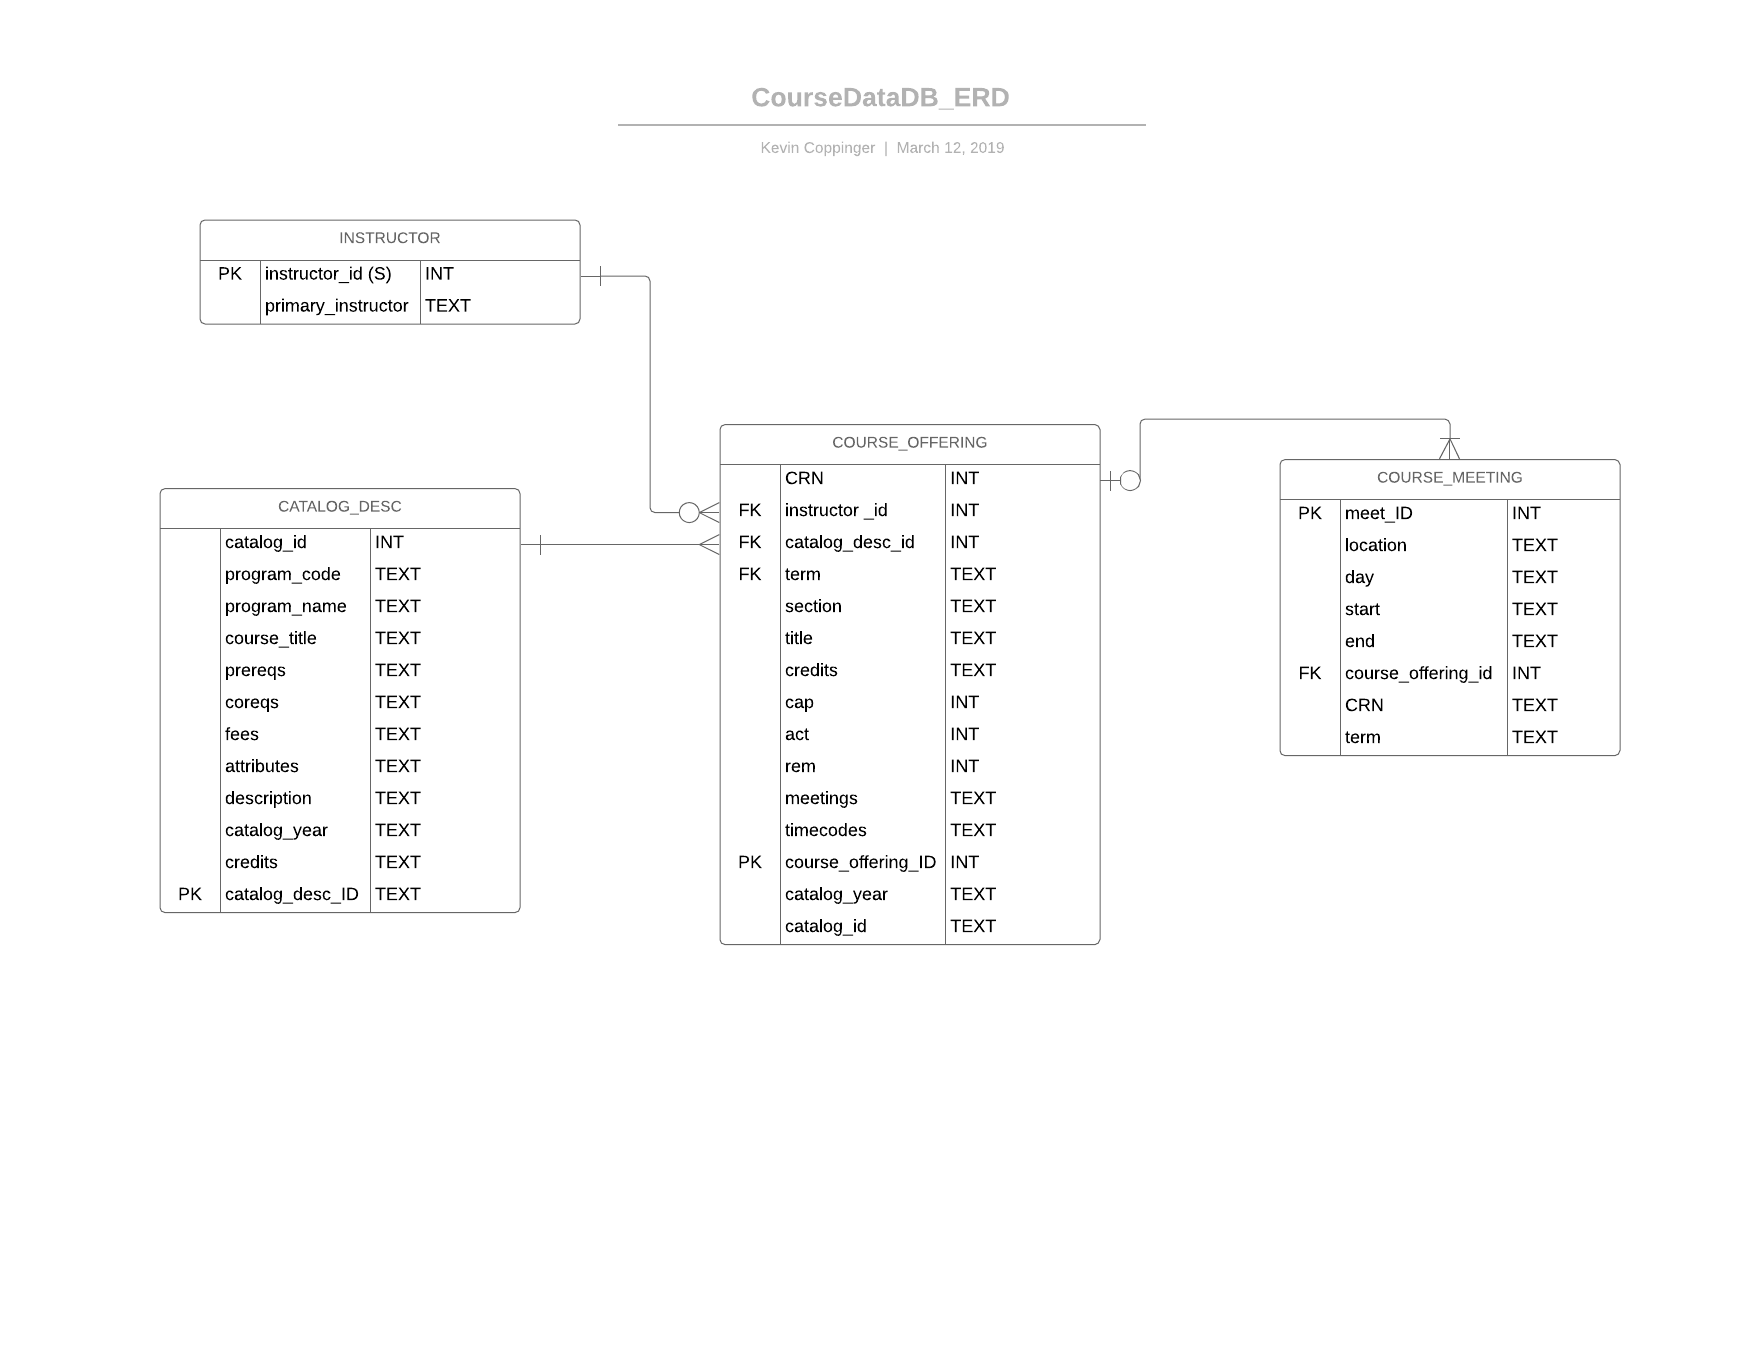 CourseDataDB_ERD
Kevin Coppinger | March 12, 2019
INSTRUCTOR
PK instructor_id (S) INT
primary_instructor TEXT
CATALOG_DESC
catalog_id INT
program_code TEXT
program_name TEXT
course_title TEXT
prereqs TEXT
coreqs TEXT
fees TEXT
attributes TEXT
description TEXT
catalog_year TEXT
credits TEXT
PK catalog_desc_ID TEXT
COURSE_OFFERING
CRN INT
FK instructor _id INT
FK catalog_desc_id INT
FK term TEXT
section TEXT
title TEXT
credits TEXT
cap INT
act INT
rem INT
meetings TEXT
timecodes TEXT
PK course_offering_ID INT
catalog_year TEXT
catalog_id TEXT
COURSE_MEETING
PK meet_ID INT
location TEXT
day TEXT
start TEXT
end TEXT
FK course_offering_id INT
CRN TEXT
term TEXT